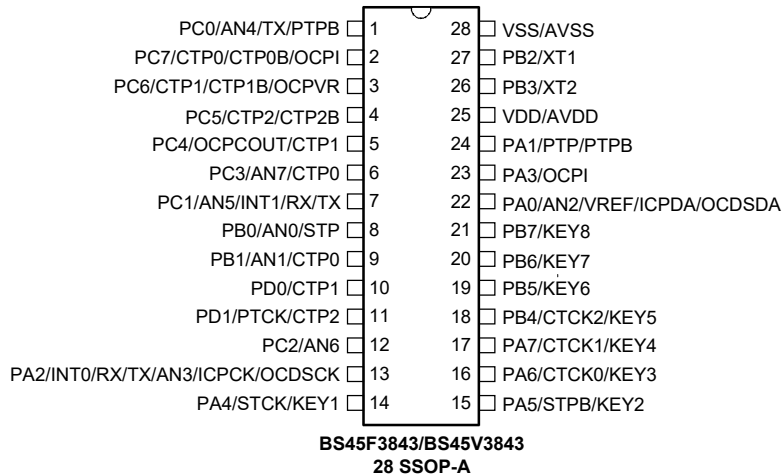 PC0/AN4/TX/PTPB 1 28 VSS/AVSS
PC7/CTP0/CTP0B/OCPI 2 27 PB2/XT1
PC6/CTP1/CTP1B/OCPVR 3 26 PB3/XT2
PC5/CTP2/CTP2B 4 25 VDD/AVDD
PC4/OCPCOUT/CTP1 5 24 PA1/PTP/PTPB
PC3/AN7/CTP0 6 23 PA3/OCPI
PC1/AN5/INT1/RX/TX 7 22 PA0/AN2/VREF/ICPDA/OCDSDA
PB0/AN0/STP 8 21 PB7/KEY8
PB1/AN1/CTP0 9 20 PB6/KEY7
PD0/CTP1 10 19 PB5/KEY6
PD1/PTCK/CTP2 11 18 PB4/CTCK2/KEY5
PC2/AN6 12 17 PA7/CTCK1/KEY4
PA2/INT0/RX/TX/AN3/ICPCK/OCDSCK 13 16 PA6/CTCK0/KEY3
PA4/STCK/KEY1 14 15 PA5/STPB/KEY2
BS45F3843/BS45V3843
28 SSOP-A